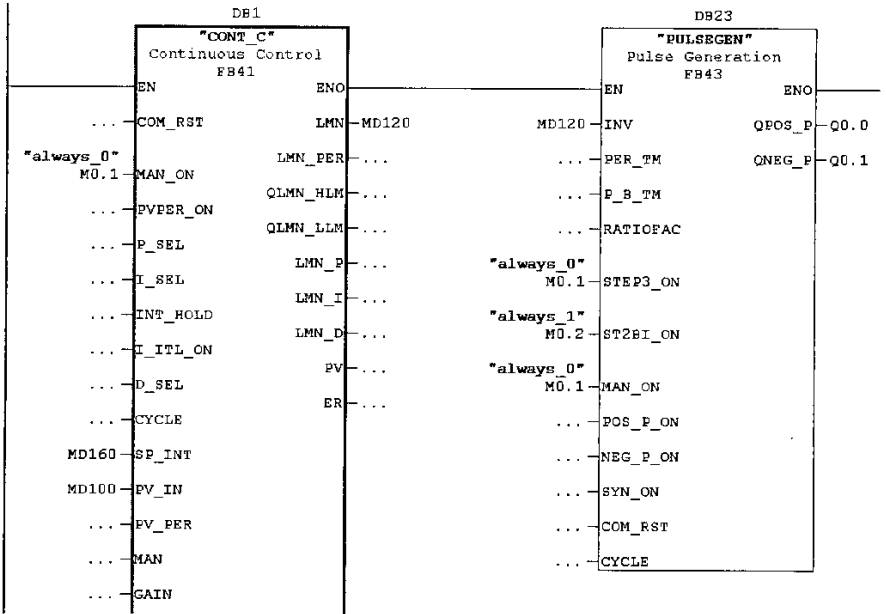 DB1
"CONT_C"
Continuous Control
FB41
EN ENO
... COM_RST LMN MD120
"always_0"
M0.1 MAN_ON LMN_PER ...
... PVPER_ON QLMN_HLM ...
... P_SEL QLMN_LLM ...
... I_SEL LMN_P ...
... INT_HOLD LMN_I ...
... I_ITL_ON LMN_D ...
... D_SEL PV ...
... CYCLE ER ...
MD160 SP_INT
MD100 PV_IN
... PV_PER
... MAN
... GAIN
DB23
"PULSEGEN"
Pulse Generation
FB43
EN ENO
MD120 INV QPOS_P Q0.0
... PER_TM QNEG_P Q0.1
... P_B_TM
... RATIOFAC
"always_0"
M0.1 STEP3_ON
"always_1"
M0.2 ST2BI_ON
"always_0"
M0.1 MAN_ON
... POS_P_ON
... NEG_P_ON
... SYN_ON
... COM_RST
... CYCLE